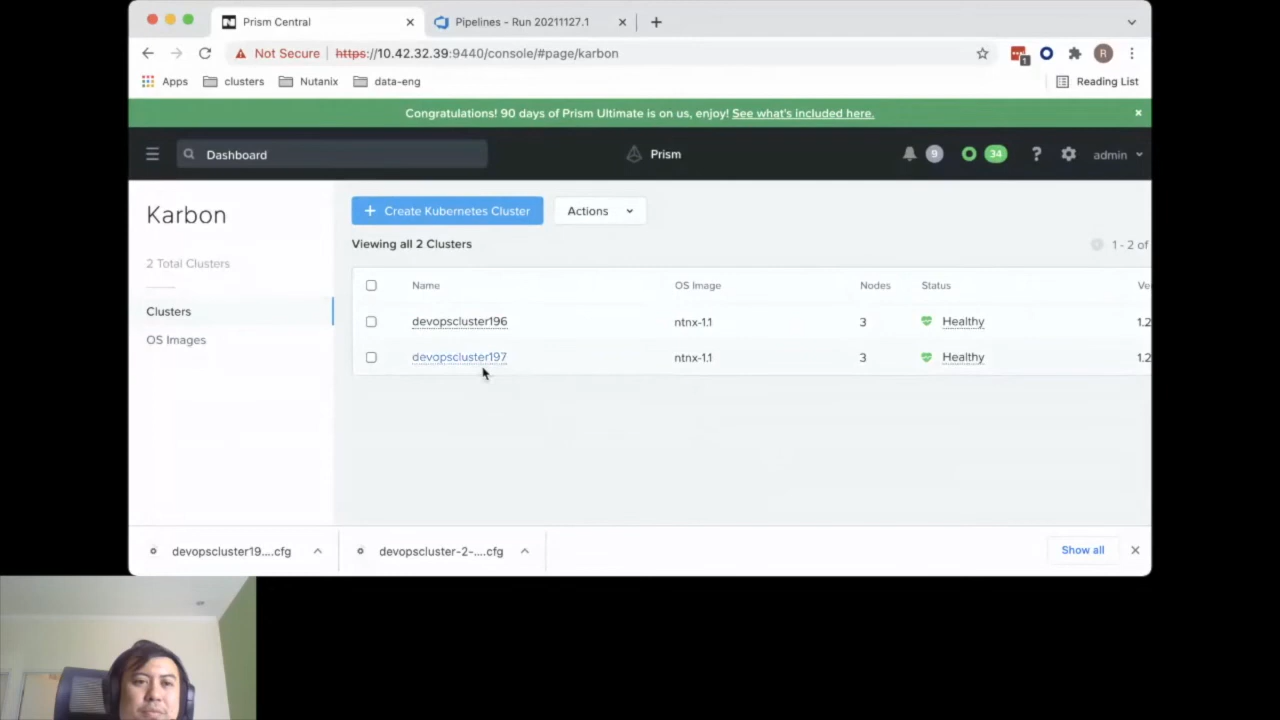 Prism Central
Pipelines - Run 20211127.1
Not Secure https://10.42.32.39:9440/console/#page/karbon
1
R
Apps clusters Nutanix data-eng Reading List
Congratulations! 90 days of Prism Ultimate is on us, enjoy! See what's included here.
Dashboard Prism 9 34 ? admin
Karbon
2 Total Clusters
Clusters
OS Images
+ Create Kubernetes Cluster Actions
Viewing all 2 Clusters 1 - 2 of
Name OS Image Nodes Status Ve
devopscluster196 ntnx-1.1 3 Healthy 1.2
devopscluster197 ntnx-1.1 3 Healthy 1.2
devopscluster19....cfg devopscluster-2-....cfg Show all